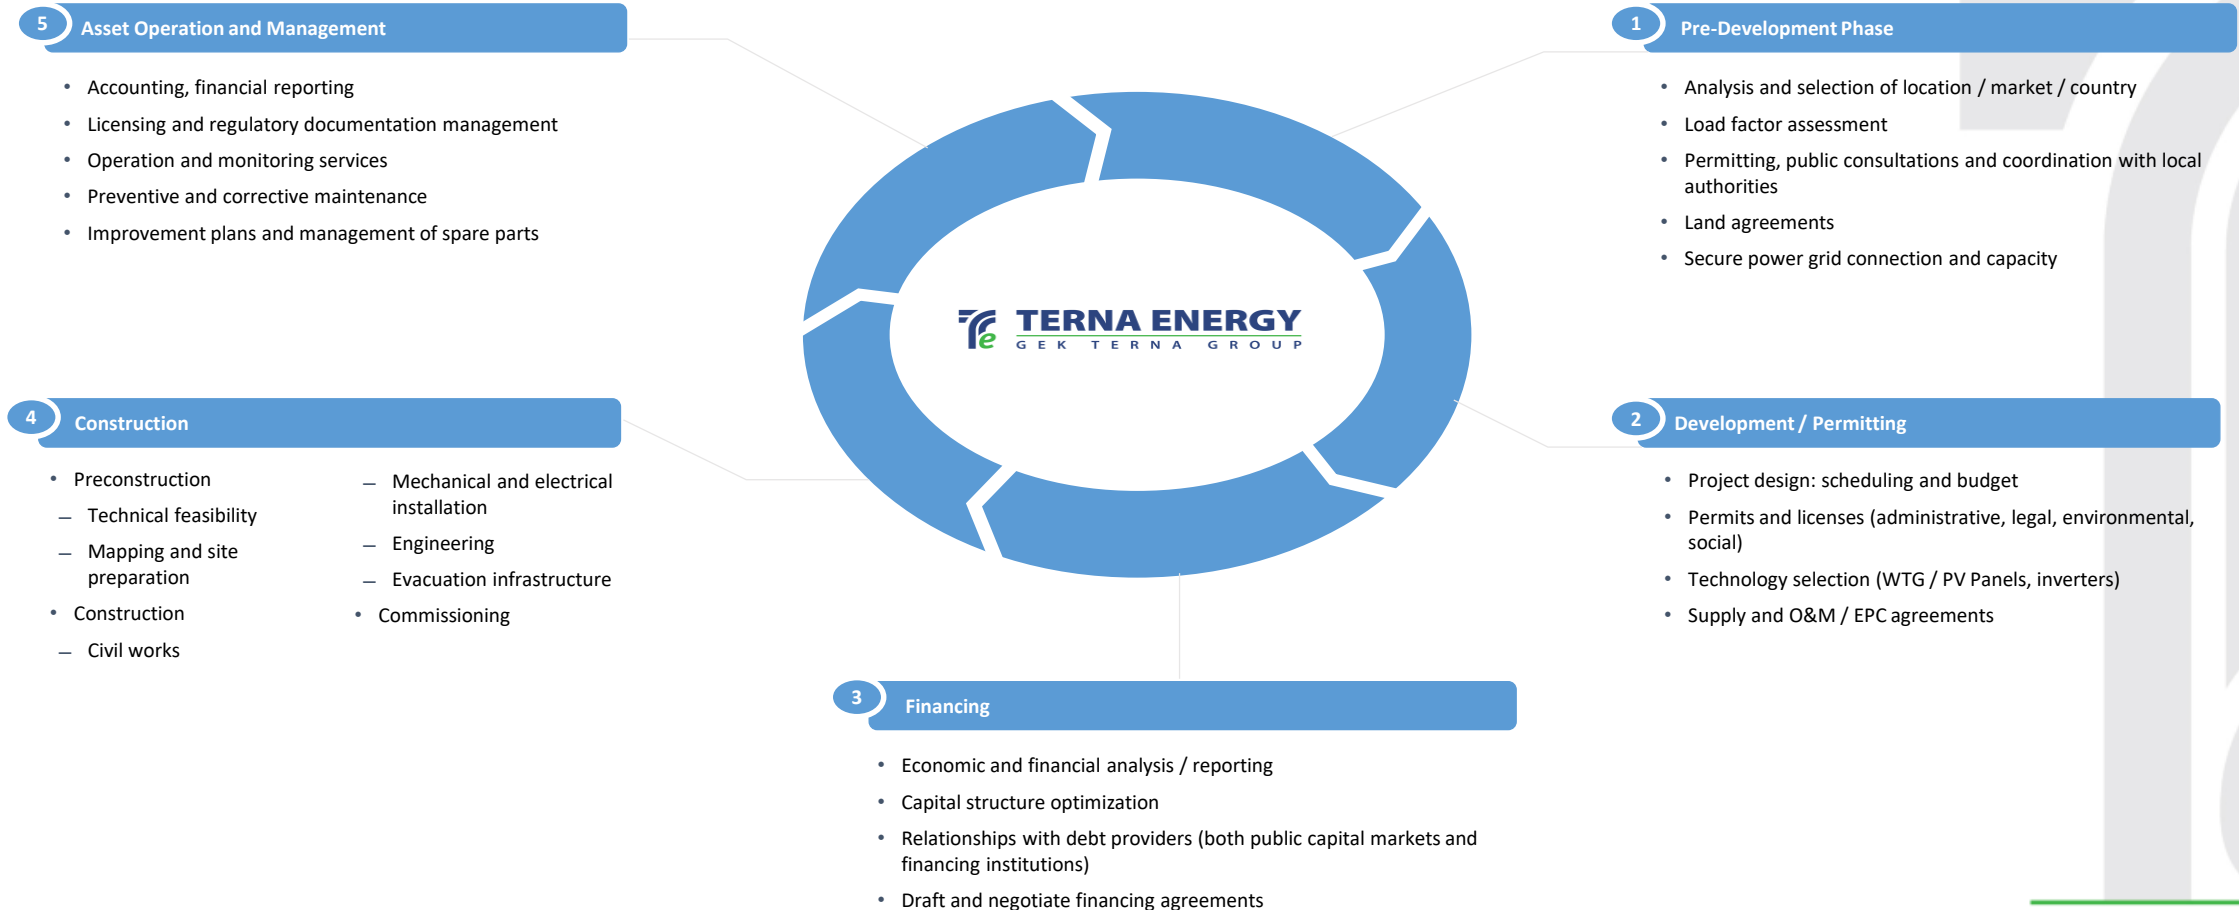 5
Asset Operation and Management
• Accounting, financial reporting
• Licensing and regulatory documentation management
• Operation and monitoring services
• Preventive and corrective maintenance
• Improvement plans and management of spare parts
1
Pre-Development Phase
• Analysis and selection of location / market / country
• Load factor assessment
• Permitting, public consultations and coordination with local
authorities
• Land agreements
• Secure power grid connection and capacity
Te TERNA ENERGY
GEK TERNA GROUP
4
Construction
• Preconstruction
– Technical feasibility
– Mapping and site
preparation
• Construction
– Civil works
– Mechanical and electrical
installation
– Engineering
– Evacuation infrastructure
• Commissioning
2
Development / Permitting
• Project design: scheduling and budget
• Permits and licenses (administrative, legal, environmental,
social)
• Technology selection (WTG / PV Panels, inverters)
• Supply and O&M / EPC agreements
3
Financing
• Economic and financial analysis / reporting
• Capital structure optimization
• Relationships with debt providers (both public capital markets and
financing institutions)
• Draft and negotiate financing agreements